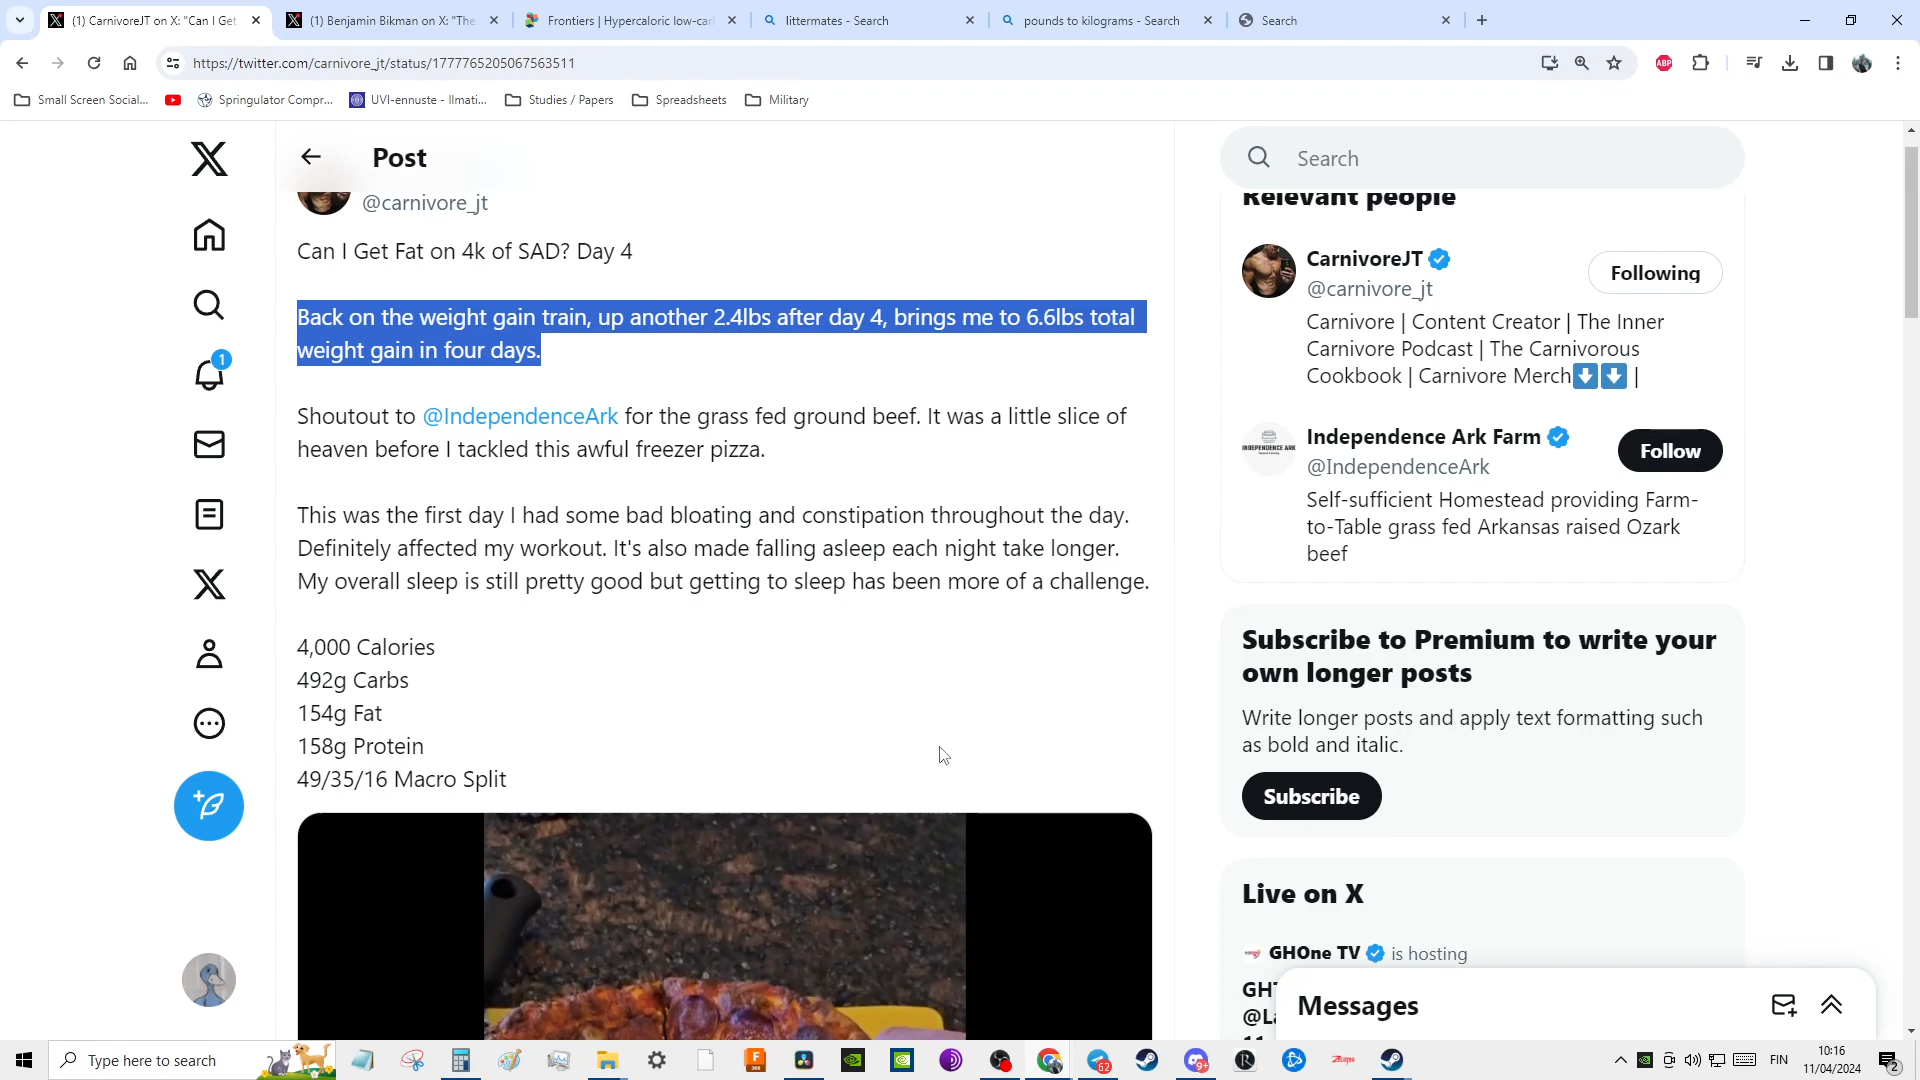 (1) CarnivoreJT on X: "Can I Get
(1) Benjamin Bikman on X: "The
Frontiers | Hypercaloric low-car
littermates - Search
pounds to kilograms - Search
Search
https://twitter.com/carnivore_jt/status/1777765205067563511
ABP
Small Screen Social...
Springulator Compr...
UVI-ennuste - Ilmati...
Studies / Papers
Spreadsheets
Military
Post
@carnivore_jt
Can I Get Fat on 4k of SAD? Day 4
Back on the weight gain train, up another 2.4lbs after day 4, brings me to 6.6lbs total
weight gain in four days.
Shoutout to @IndependenceArk for the grass fed ground beef. It was a little slice of
heaven before I tackled this awful freezer pizza.
This was the first day I had some bad bloating and constipation throughout the day.
Definitely affected my workout. It's also made falling asleep each night take longer.
My overall sleep is still pretty good but getting to sleep has been more of a challenge.
4,000 Calories
492g Carbs
154g Fat
158g Protein
49/35/16 Macro Split
1
Search
Relevant people
CarnivoreJT
Following
@carnivore_jt
Carnivore | Content Creator | The Inner
Carnivore Podcast | The Carnivorous
Cookbook | Carnivore Merch⬇️⬇️ |
INDEPENDENCE ARK
Independence Ark Farm
Follow
@IndependenceArk
Self-sufficient Homestead providing Farm-
to-Table grass fed Arkansas raised Ozark
beef
Subscribe to Premium to write your
own longer posts
Write longer posts and apply text formatting such
as bold and italic.
Subscribe
Live on X
GHOne TV is hosting
Messages
Type here to search
62
9+
FIN
10:16
11/04/2024
2